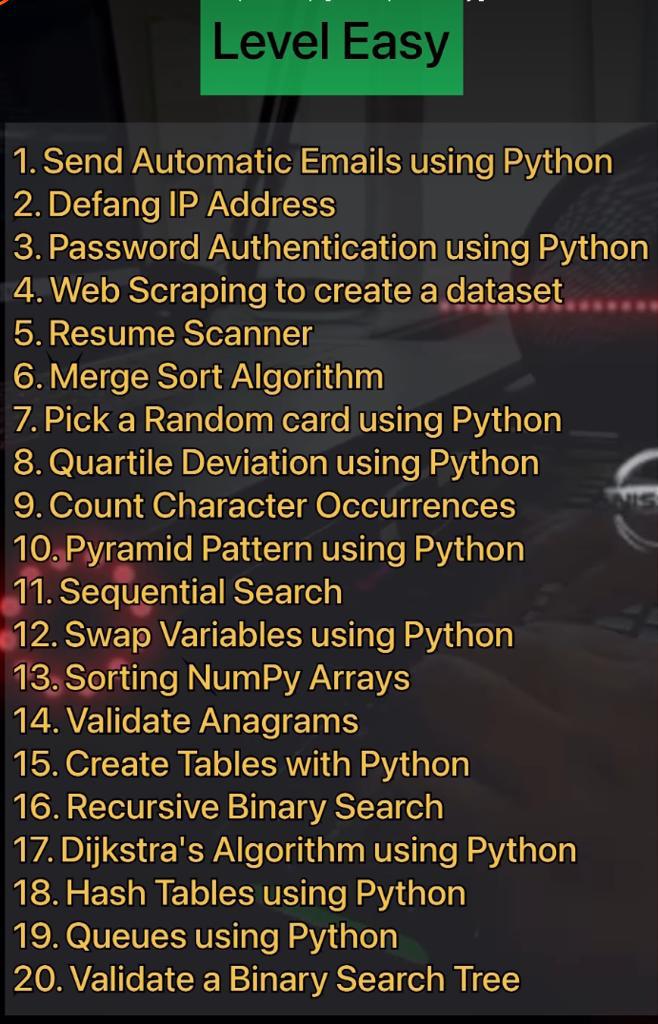 Level Easy
1. Send Automatic Emails using Python
2. Defang IP Address
3. Password Authentication using Python
4. Web Scraping to create a dataset
5. Resume Scanner
6. Merge Sort Algorithm
7. Pick a Random card using Python
8. Quartile Deviation using Python
9. Count Character Occurrences
10. Pyramid Pattern using Python
11. Sequential Search
12. Swap Variables using Python
13. Sorting NumPy Arrays
14. Validate Anagrams
15. Create Tables with Python
16. Recursive Binary Search
17. Dijkstra's Algorithm using Python
18. Hash Tables using Python
19. Queues using Python
20. Validate a Binary Search Tree